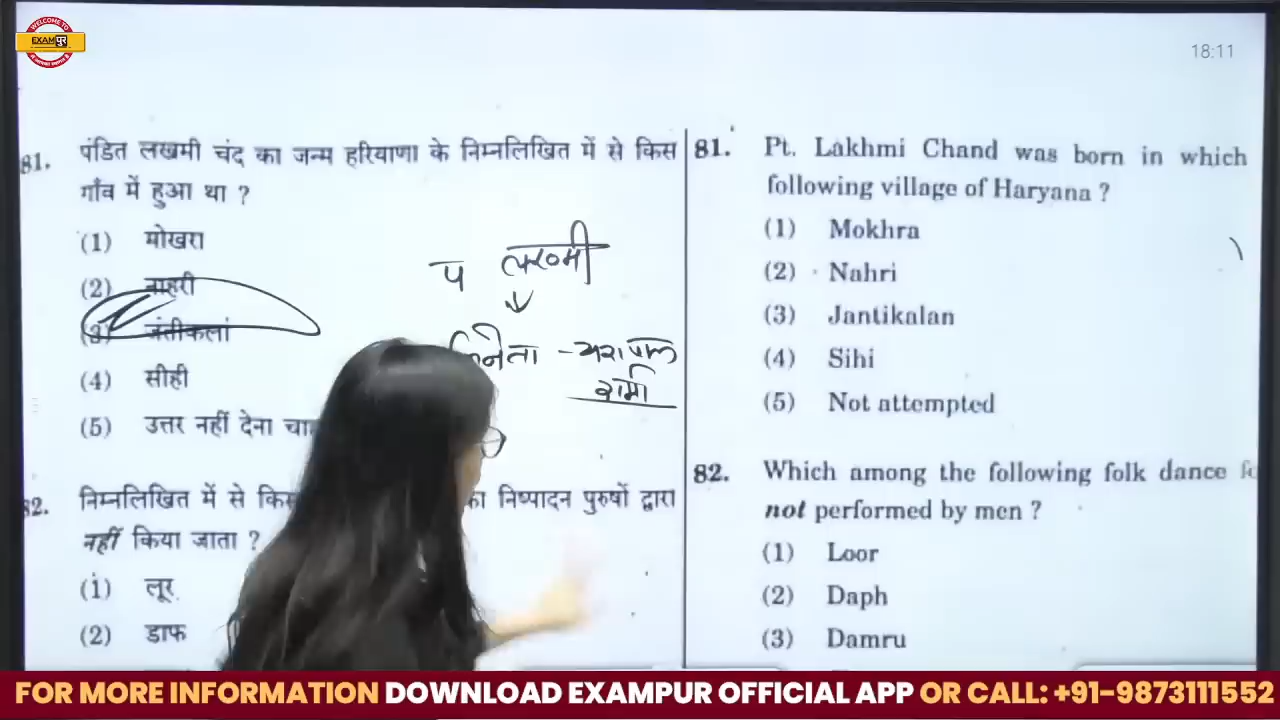 WELCOME TO
EXAMपुर
18:11
81. पंडित लखमी चंद का जन्म हरियाणा के निम्नलिखित में से किस
गाँव में हुआ था ?
(1) मोखरा
(2) नाहरी
(3) जंतीकलां
(4) सीही
(5) उत्तर नहीं देना
प लखमी
यशपाल
शर्मा
82. निम्नलिखित में से
का निष्पादन पुरुषों द्वारा
नहीं किया जाता ?
(1) लूर
(2) डाफ
81. Pt. Lakhmi Chand was born in which
following village of Haryana ?
(1) Mokhra
(2) Nahri
(3) Jantikalan
(4) Sihi
(5) Not attempted
82. Which among the following folk dance
not performed by men ?
(1) Loor
(2) Daph
(3) Damru
FOR MORE INFORMATION DOWNLOAD EXAMPUR OFFICIAL APP OR CALL: +91-9873111552